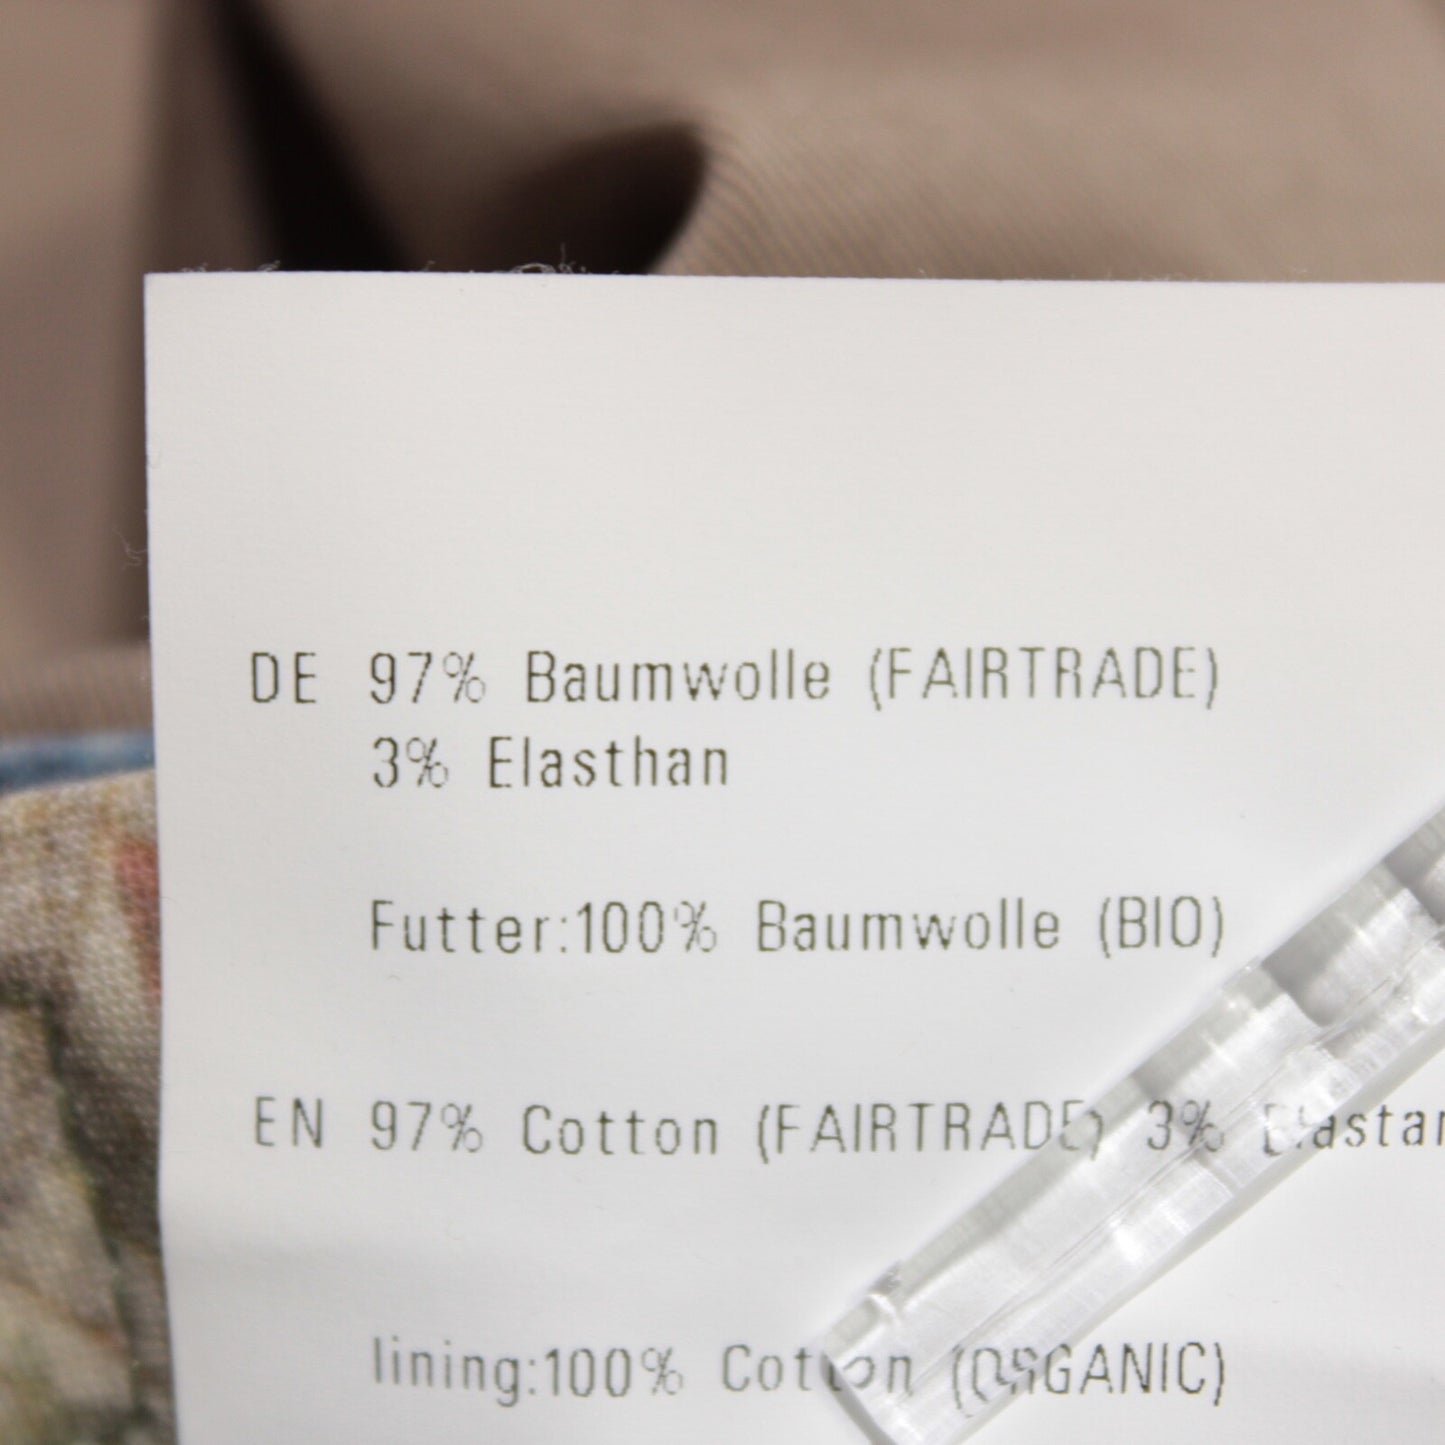 DE 97% Baumwolle (FAIRTRADE)
3% Elasthan
Futter:100% Baumwolle (BIO)
EN 97% Cotton (FAIRTRADE) 3% Elastan
lining:100% Cotton (ORGANIC)